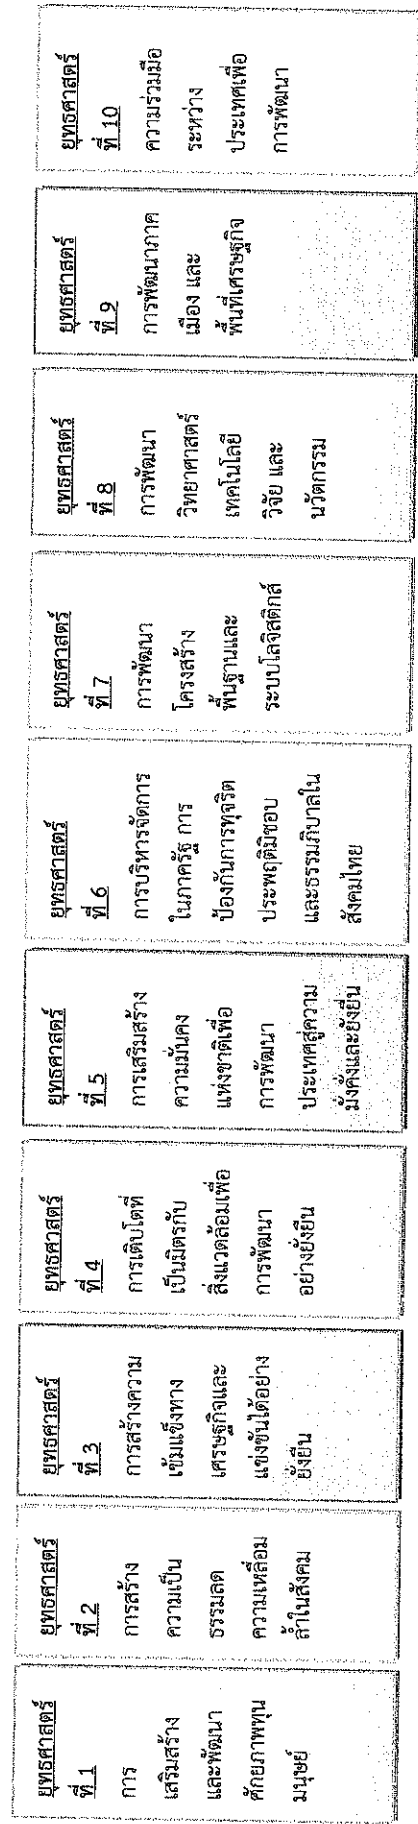 ยุทธศาสตร์
ที่ 1
การ
เสริมสร้าง
และพัฒนา
ศักยภาพทุน
มนุษย์
ยุทธศาสตร์
ที่ 2
การสร้าง
ความเป็น
ธรรมลด
ความเหลื่อม
ล้ำในสังคม
ยุทธศาสตร์
ที่ 3
การสร้างความ
เข้มแข็งทาง
เศรษฐกิจและ
แข่งขันได้อย่าง
ยั่งยืน
ยุทธศาสตร์
ที่ 4
การเติบโตที่
เป็นมิตรกับ
สิ่งแวดล้อมเพื่อ
การพัฒนา
อย่างยั่งยืน
ยุทธศาสตร์
ที่ 5
การเสริมสร้าง
ความมั่นคง
แห่งชาติเพื่อ
การพัฒนา
ประเทศสู่ความ
มั่งคั่งและยั่งยืน
ยุทธศาสตร์
ที่ 6
การบริหารจัดการ
ในภาครัฐ การ
ป้องกันการทุจริต
ประพฤติมิชอบ
และธรรมาภิบาลใน
สังคมไทย
ยุทธศาสตร์
ที่ 7
การพัฒนา
โครงสร้าง
พื้นฐานและ
ระบบโลจิสติกส์
ยุทธศาสตร์
ที่ 8
การพัฒนา
วิทยาศาสตร์
เทคโนโลยี
วิจัย และ
นวัตกรรม
ยุทธศาสตร์
ที่ 9
การพัฒนาภาค
เมือง และ
พื้นที่เศรษฐกิจ
ยุทธศาสตร์
ที่ 10
ความร่วมมือ
ระหว่าง
ประเทศเพื่อ
การพัฒนา